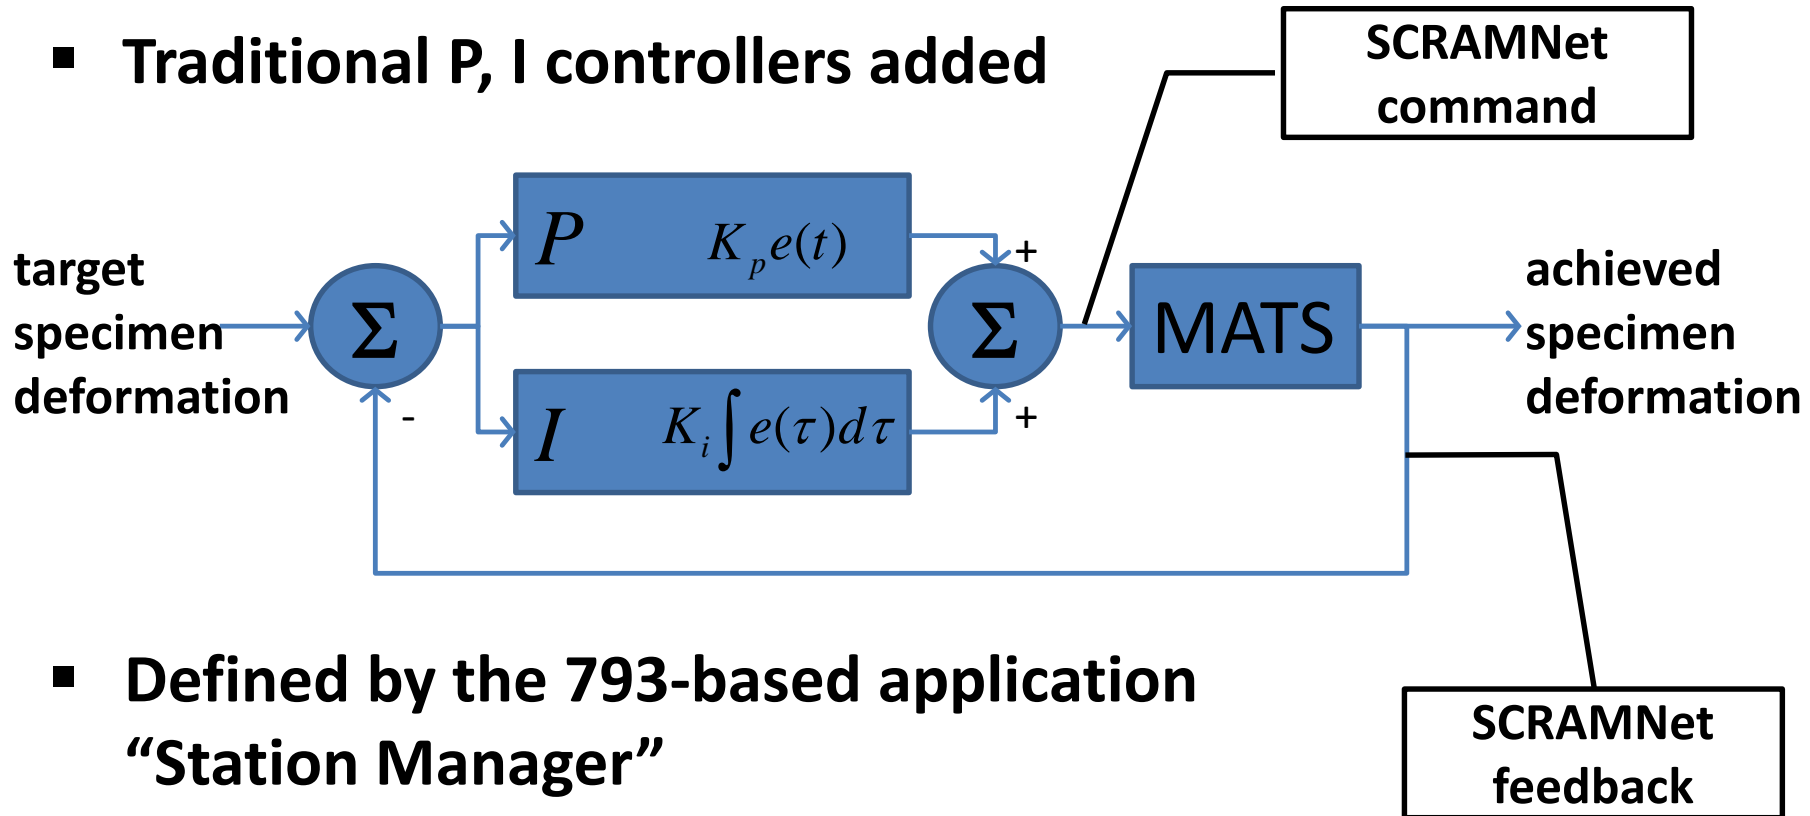 ▪ Traditional P, I controllers added
SCRAMNet
command
P K_p e(t)
+
target
specimen
deformation
Σ
-
Σ
MATS
achieved
specimen
deformation
I K_i ∫ e(τ)dτ
+
▪ Defined by the 793-based application
“Station Manager”
SCRAMNet
feedback